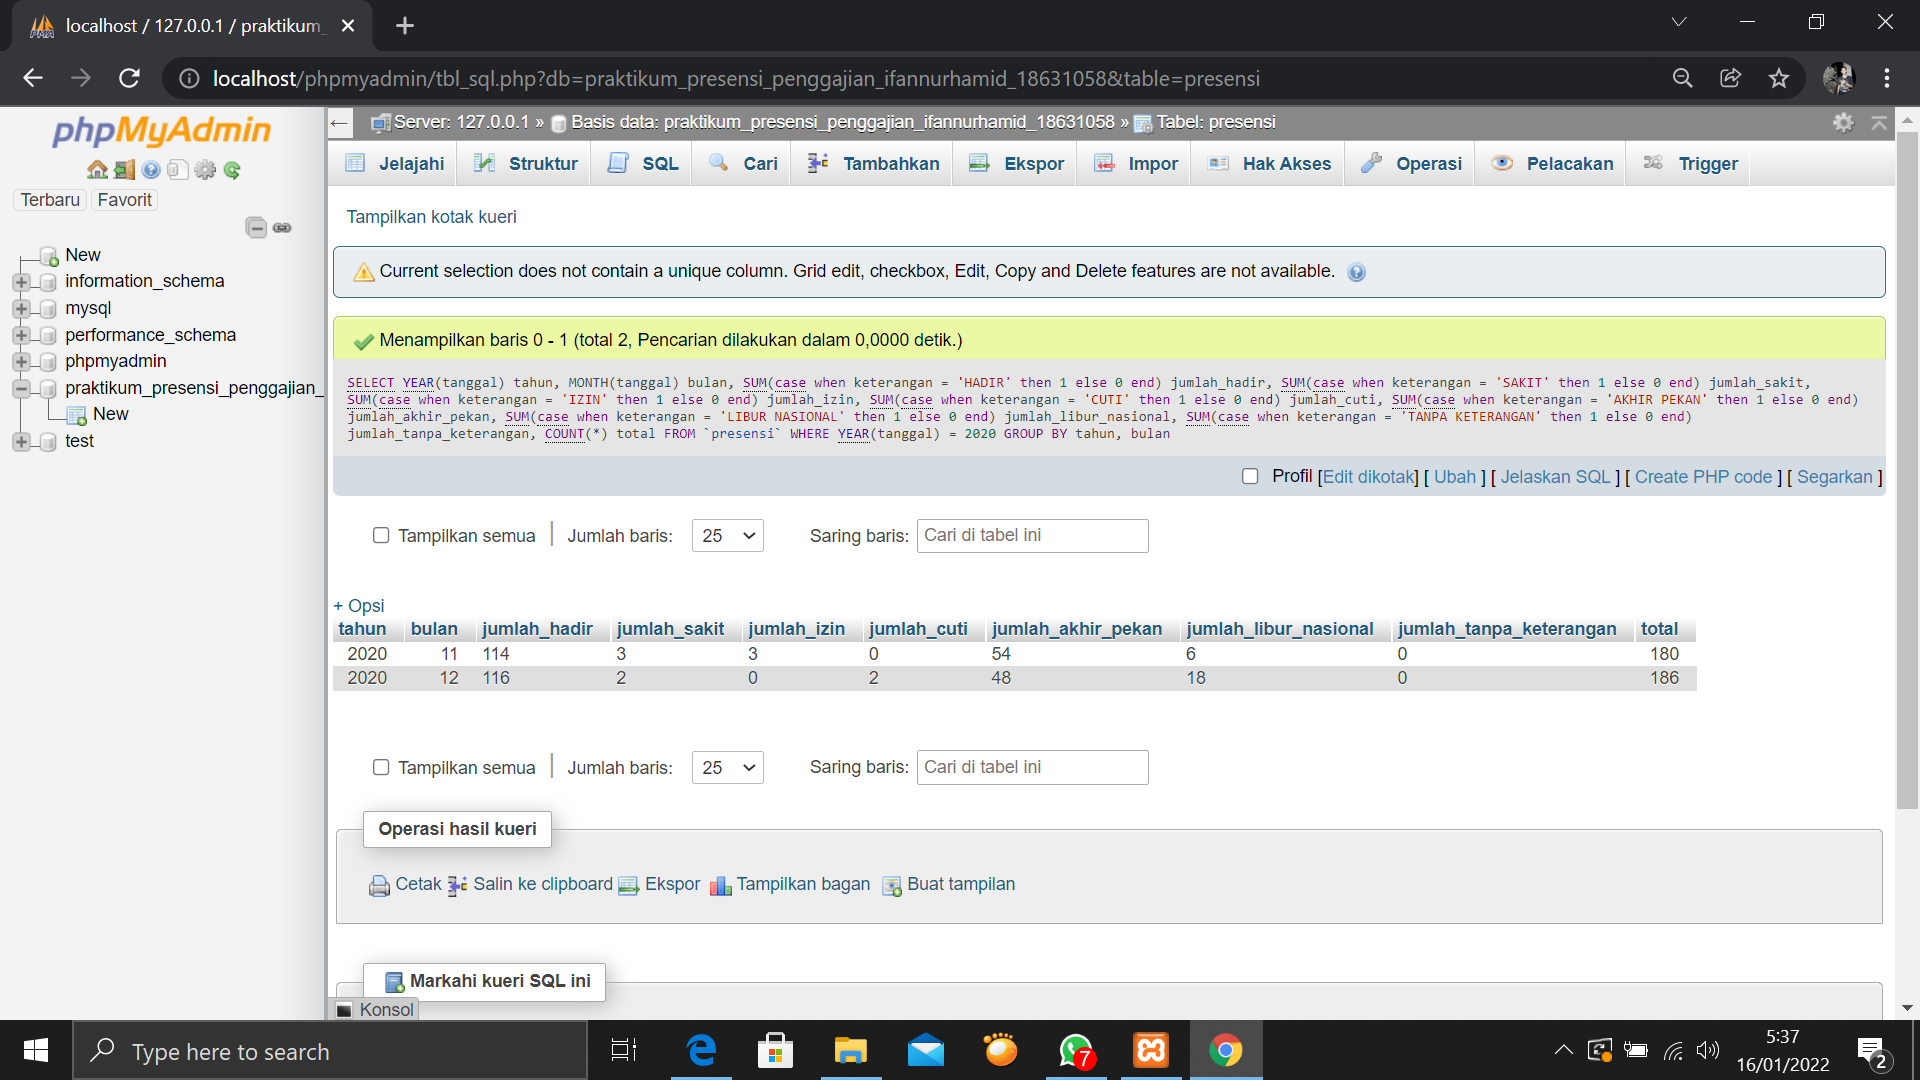 localhost / 127.0.0.1 / praktikum_
localhost/phpmyadmin/tbl_sql.php?db=praktikum_presensi_penggajian_ifannurhamid_18631058&table=presensi
phpMyAdmin
Terbaru Favorit
New
information_schema
mysql
performance_schema
phpmyadmin
praktikum_presensi_penggajian_
New
test
Server: 127.0.0.1 » Basis data: praktikum_presensi_penggajian_ifannurhamid_18631058 » Tabel: presensi
Jelajahi Struktur SQL Cari Tambahkan Ekspor Impor Hak Akses Operasi Pelacakan Trigger
Tampilkan kotak kueri
Current selection does not contain a unique column. Grid edit, checkbox, Edit, Copy and Delete features are not available.
Menampilkan baris 0 - 1 (total 2, Pencarian dilakukan dalam 0,0000 detik.)
SELECT YEAR(tanggal) tahun, MONTH(tanggal) bulan, SUM(case when keterangan = 'HADIR' then 1 else 0 end) jumlah_hadir, SUM(case when keterangan = 'SAKIT' then 1 else 0 end) jumlah_sakit,
SUM(case when keterangan = 'IZIN' then 1 else 0 end) jumlah_izin, SUM(case when keterangan = 'CUTI' then 1 else 0 end) jumlah_cuti, SUM(case when keterangan = 'AKHIR PEKAN' then 1 else 0 end)
jumlah_akhir_pekan, SUM(case when keterangan = 'LIBUR NASIONAL' then 1 else 0 end) jumlah_libur_nasional, SUM(case when keterangan = 'TANPA KETERANGAN' then 1 else 0 end)
jumlah_tanpa_keterangan, COUNT(*) total FROM `presensi` WHERE YEAR(tanggal) = 2020 GROUP BY tahun, bulan
Profil [Edit dikotak] [ Ubah ] [ Jelaskan SQL ] [ Create PHP code ] [ Segarkan ]
Tampilkan semua | Jumlah baris: 25 Saring baris: Cari di tabel ini
+ Opsi
tahun bulan jumlah_hadir jumlah_sakit jumlah_izin jumlah_cuti jumlah_akhir_pekan jumlah_libur_nasional jumlah_tanpa_keterangan total
2020 11 114 3 3 0 54 6 0 180
2020 12 116 2 0 2 48 18 0 186
Tampilkan semua | Jumlah baris: 25 Saring baris: Cari di tabel ini
Operasi hasil kueri
Cetak Salin ke clipboard Ekspor Tampilkan bagan Buat tampilan
Markahi kueri SQL ini
Konsol
Type here to search
7
5:37
16/01/2022
2